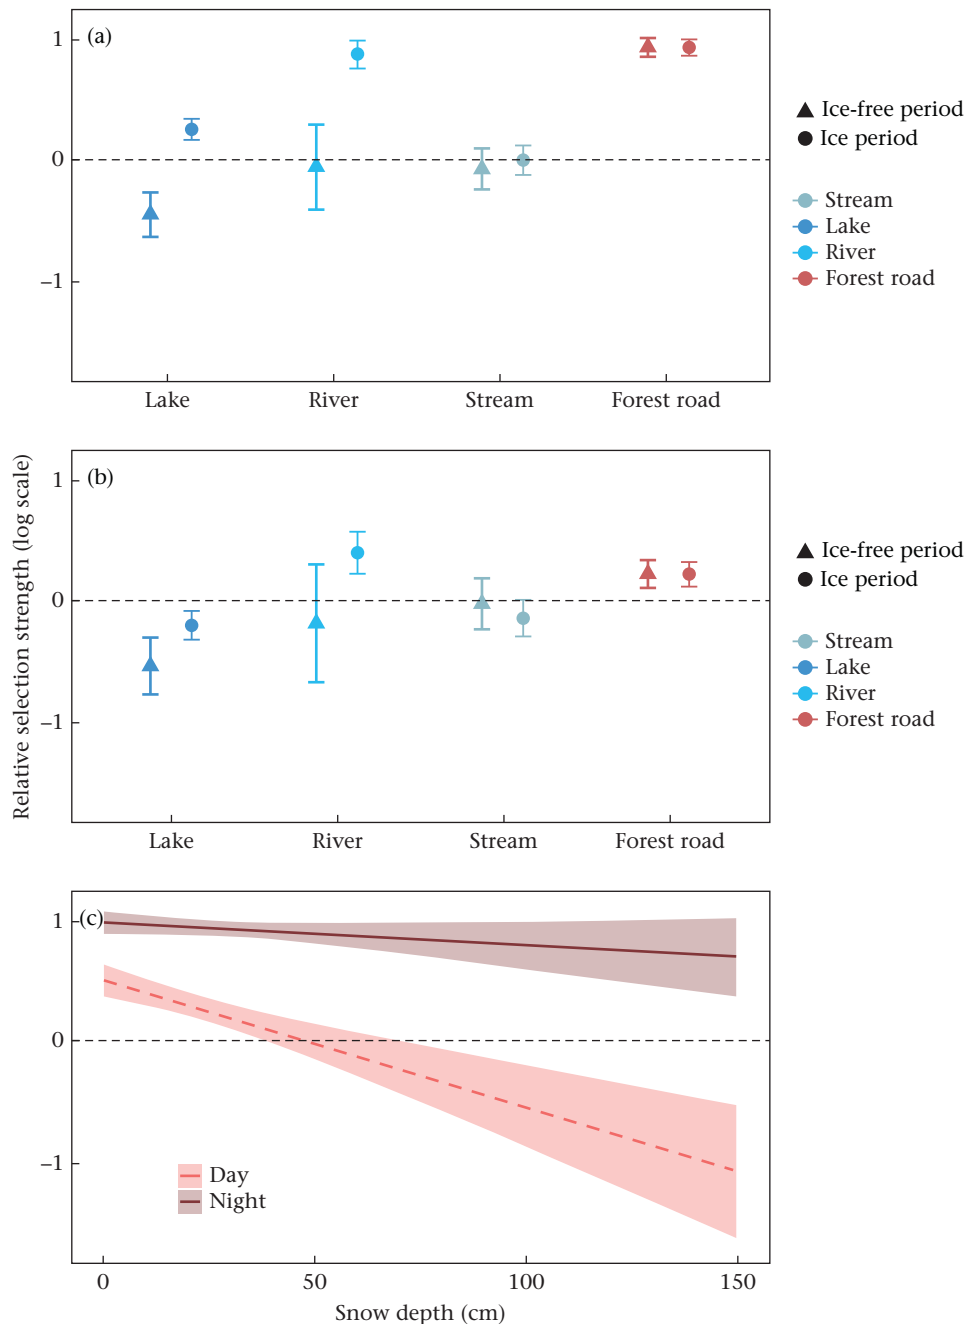 (a)
1
0
−1
Lake River Stream Forest road
Ice-free period
Ice period
Stream
Lake
River
Forest road
Relative selection strength (log scale)
(b)
1
0
−1
Lake River Stream Forest road
Ice-free period
Ice period
Stream
Lake
River
Forest road
(c)
1
0
−1
Day
Night
0 50 100 150
Snow depth (cm)